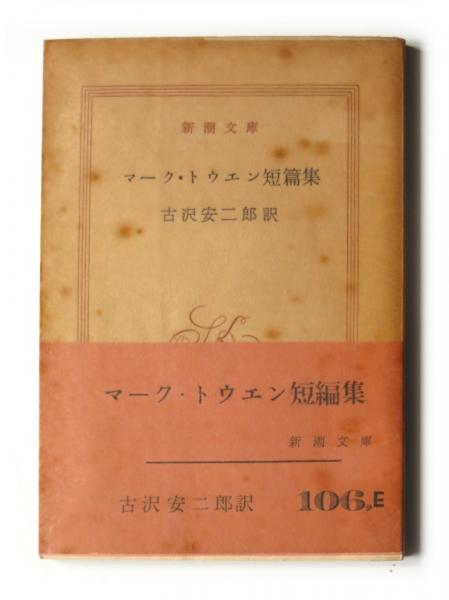 新潮文庫
マーク・トウエン短篇集
古沢安二郎訳
マーク・トウエン短編集
新潮文庫
古沢安二郎訳 106,E